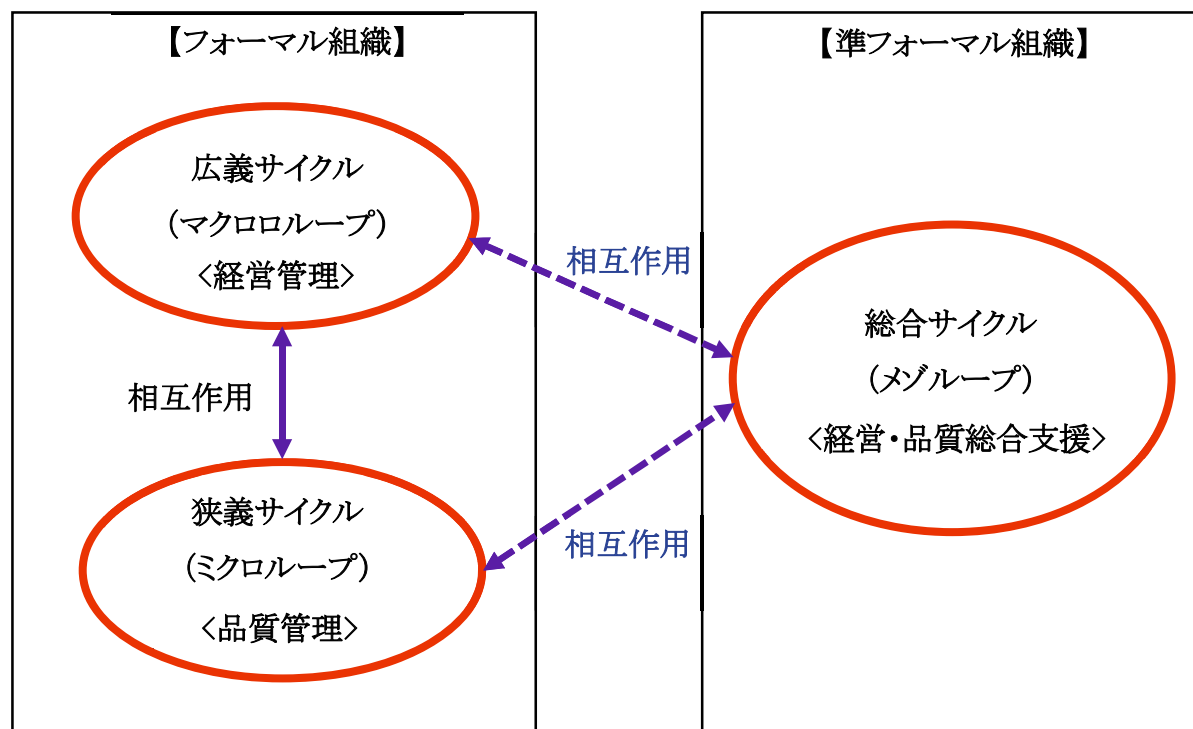 【フォーマル組織】
広義サイクル
（マクロロループ）
<経営管理>
相互作用
狭義サイクル
（ミクロループ）
<品質管理>
相互作用
相互作用
【準フォーマル組織】
総合サイクル
（メゾループ）
<経営・品質総合支援>